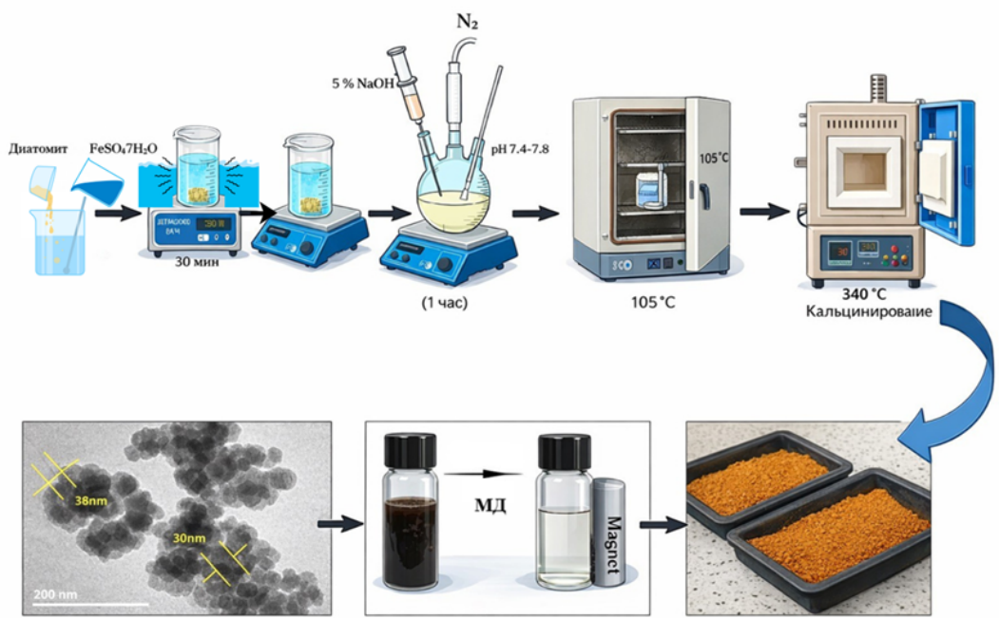 N₂
5 % NaOH
Диатомит
FeSO₄7H₂O
pH 7.4-7.8
105°C
30 мин
(1 час)
105°C
340 °C
Кальцинирование
38nm
30nm
200 nm
МД
Magnet